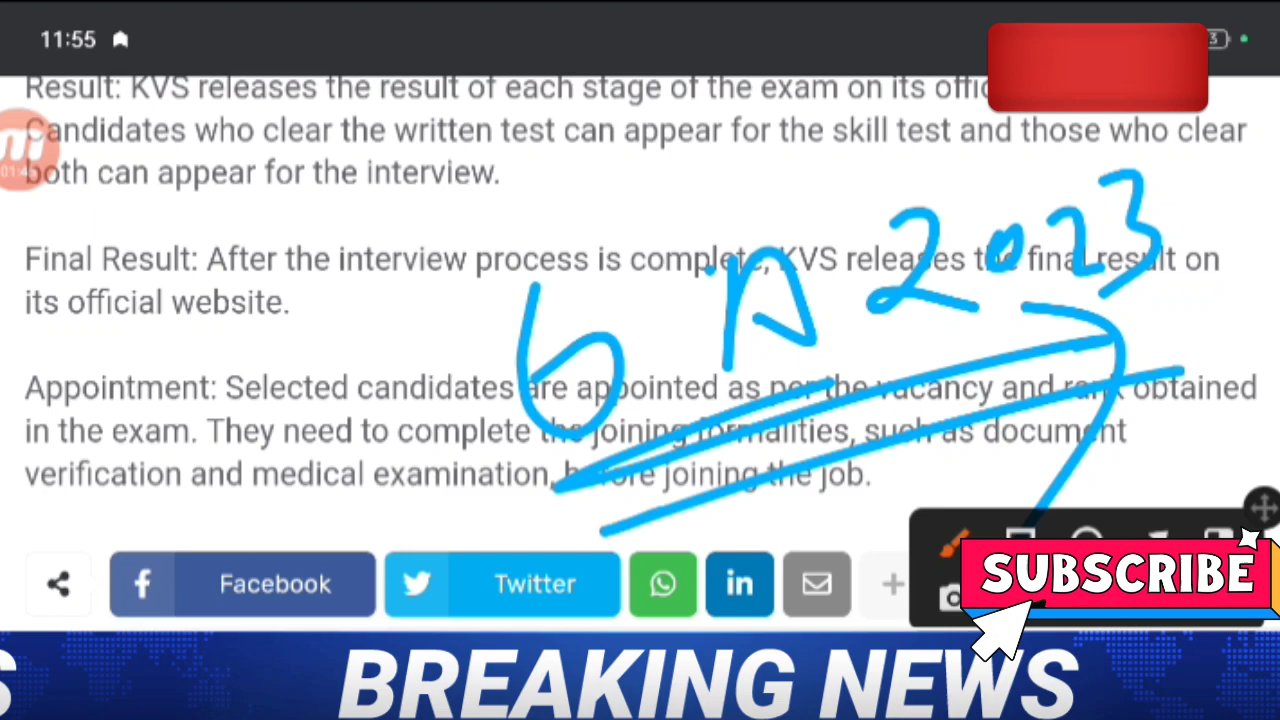 11:55
Result: KVS releases the result of each stage of the exam on its
Candidates who clear the written test can appear for the skill test and those who clear
both can appear for the interview.
6 A 2023
Final Result: After the interview process is complete, KVS releases the final result on
its official website.
Appointment: Selected candidates are appointed as per the vacancy and rank obtained
in the exam. They need to complete the joining formalities, such as document
verification and medical examination, before joining the job.
Facebook
Twitter
in
SUBSCRIBE
S BREAKING NEWS